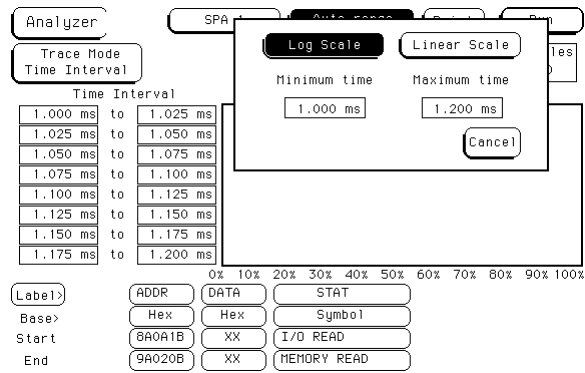 Analyzer
SPA
Auto range
Print
Run
Trace Mode
Time Interval
Log Scale
Linear Scale
Minimum time
Maximum time
1.000 ms
1.200 ms
Cancel
Time Interval
1.000 ms to 1.025 ms
1.025 ms to 1.050 ms
1.050 ms to 1.075 ms
1.075 ms to 1.100 ms
1.100 ms to 1.125 ms
1.125 ms to 1.150 ms
1.150 ms to 1.175 ms
1.175 ms to 1.200 ms
0% 10% 20% 30% 40% 50% 60% 70% 80% 90% 100%
Label> ADDR DATA STAT
Base> Hex Hex Symbol
Start 8A0A1B XX I/O READ
End 9A020B XX MEMORY READ